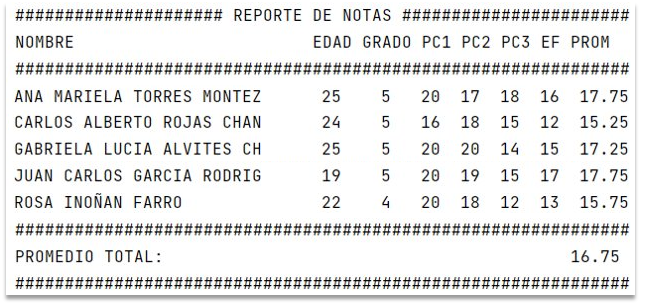 ##################### REPORTE DE NOTAS #######################
NOMBRE EDAD GRADO PC1 PC2 PC3 EF PROM
##############################################################
ANA MARIELA TORRES MONTEZ 25 5 20 17 18 16 17.75
CARLOS ALBERTO ROJAS CHAN 24 5 16 18 15 12 15.25
GABRIELA LUCIA ALVITES CH 25 5 20 20 14 15 17.25
JUAN CARLOS GARCIA RODRIG 19 5 20 19 15 17 17.75
ROSA INOÑAN FARRO 22 4 20 18 12 13 15.75
##############################################################
PROMEDIO TOTAL: 16.75
##############################################################